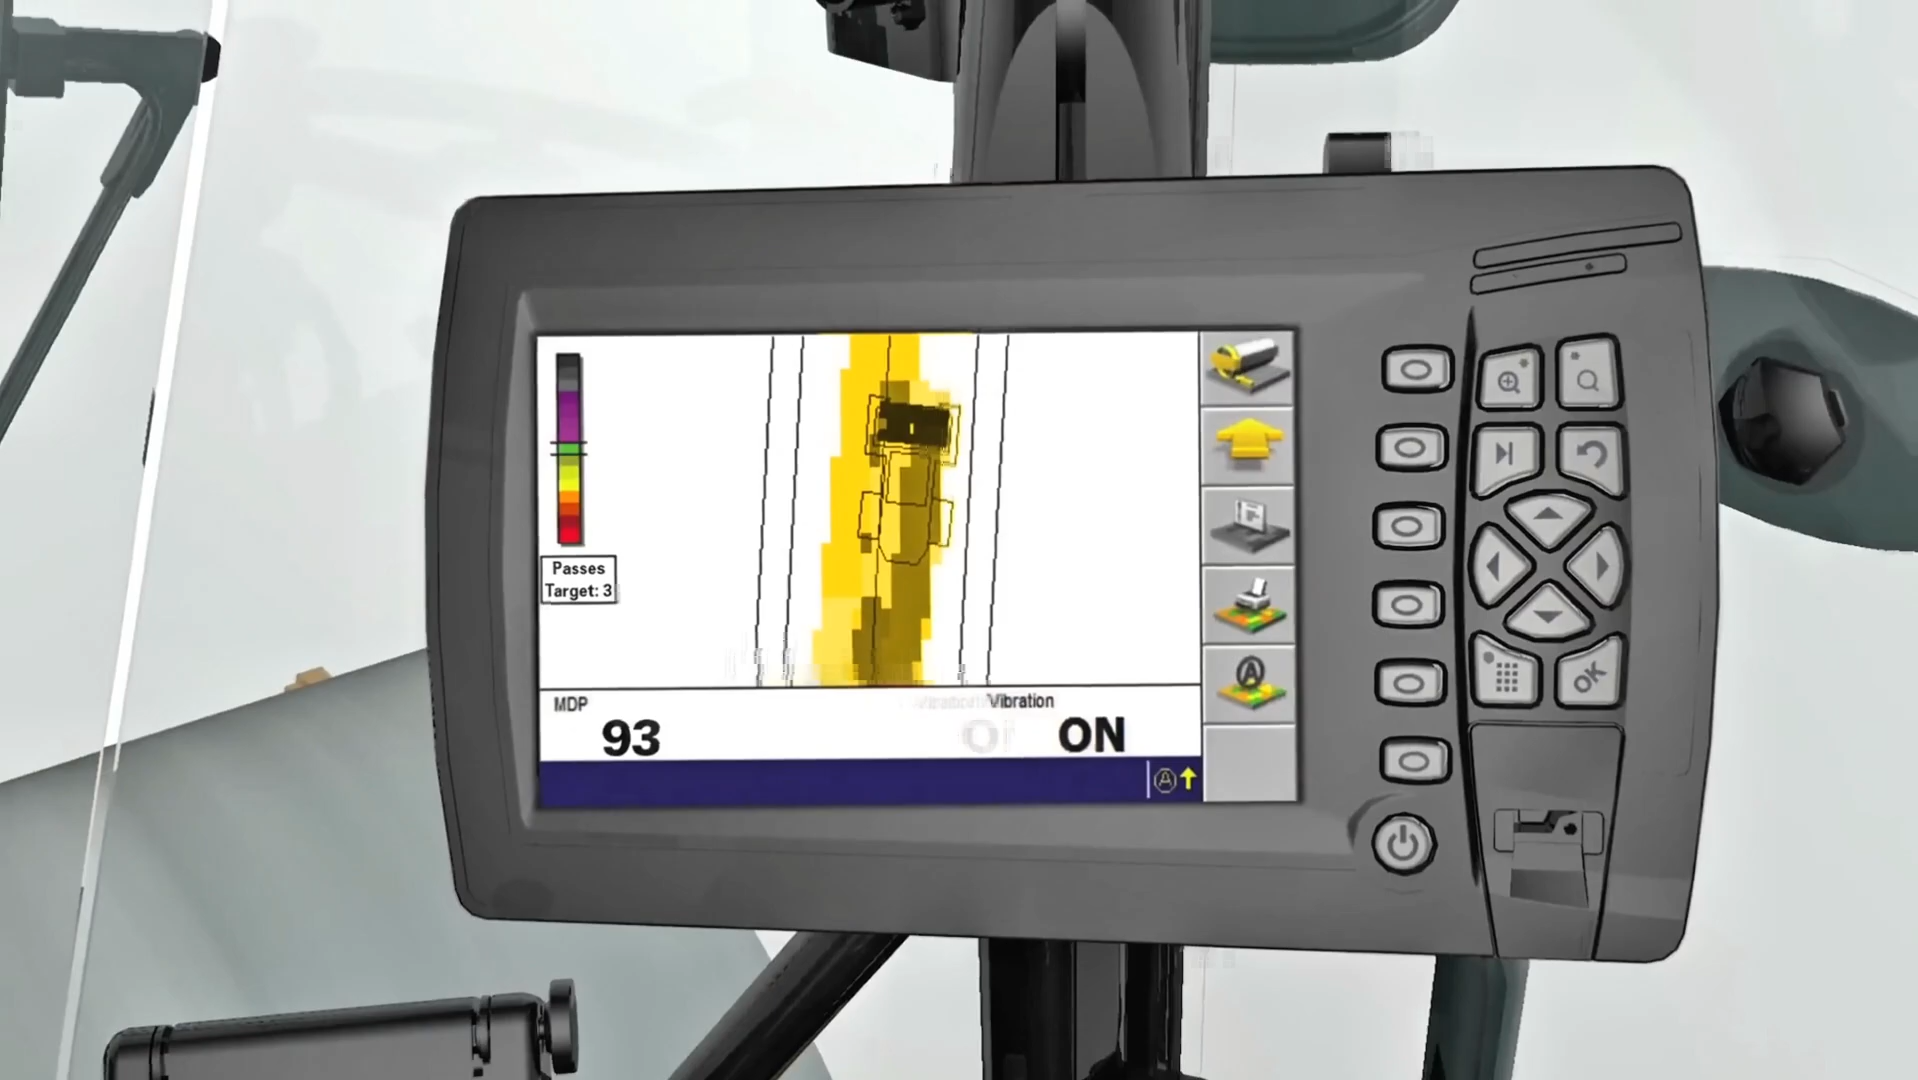 Passes
Target: 3
MDP
93
Vibration
ON
A
A
OK